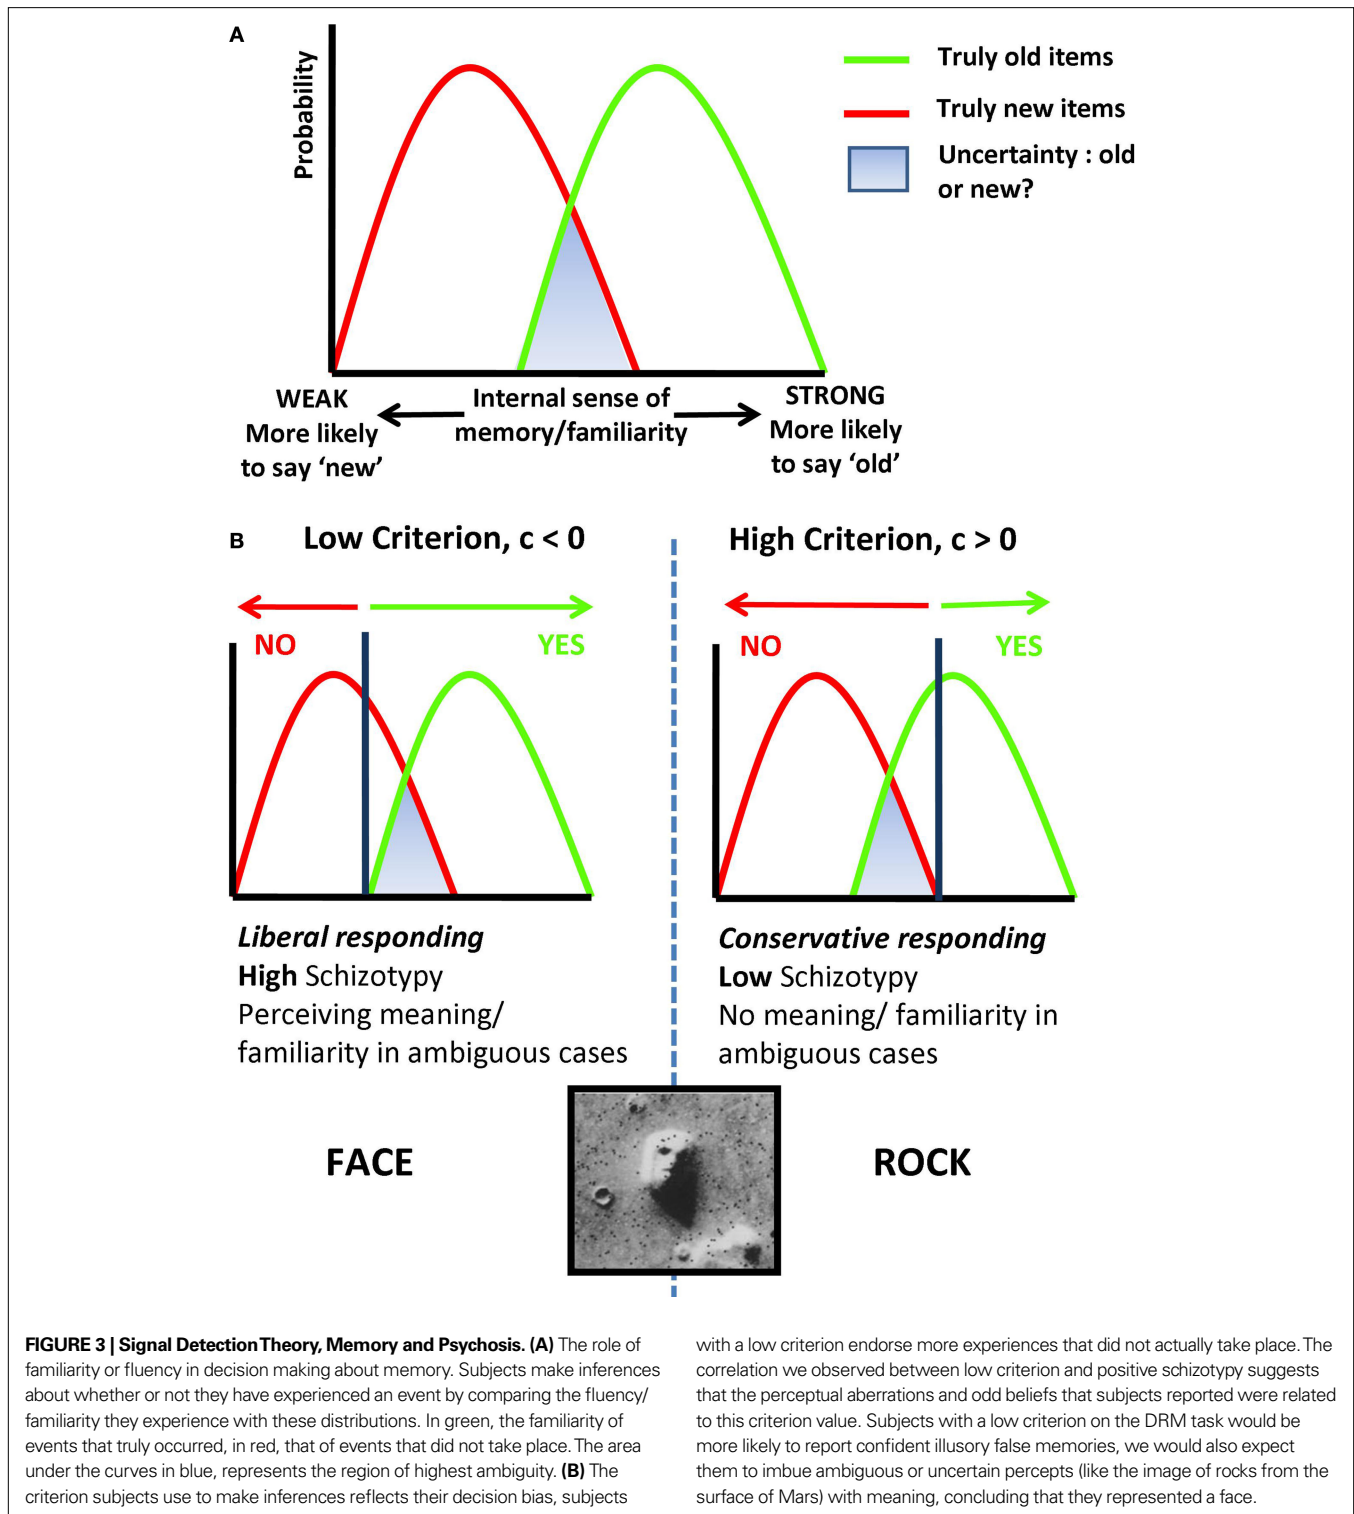 A
Probability
Truly old items
Truly new items
Uncertainty : old
or new?
WEAK
More likely
to say ‘new’
Internal sense of
memory/familiarity
STRONG
More likely
to say ‘old’
B
Low Criterion, c < 0
High Criterion, c > 0
NO
YES
NO
YES
Liberal responding
High Schizotypy
Perceiving meaning/
familiarity in ambiguous cases
Conservative responding
Low Schizotypy
No meaning/ familiarity in
ambiguous cases
FACE
ROCK
FIGURE 3 | Signal Detection Theory, Memory and Psychosis. (A) The role of
familiarity or fluency in decision making about memory. Subjects make inferences
about whether or not they have experienced an event by comparing the fluency/
familiarity they experience with these distributions. In green, the familiarity of
events that truly occurred, in red, that of events that did not take place. The area
under the curves in blue, represents the region of highest ambiguity. (B) The
criterion subjects use to make inferences reflects their decision bias, subjects
with a low criterion endorse more experiences that did not actually take place. The
correlation we observed between low criterion and positive schizotypy suggests
that the perceptual aberrations and odd beliefs that subjects reported were related
to this criterion value. Subjects with a low criterion on the DRM task would be
more likely to report confident illusory false memories, we would also expect
them to imbue ambiguous or uncertain percepts (like the image of rocks from the
surface of Mars) with meaning, concluding that they represented a face.